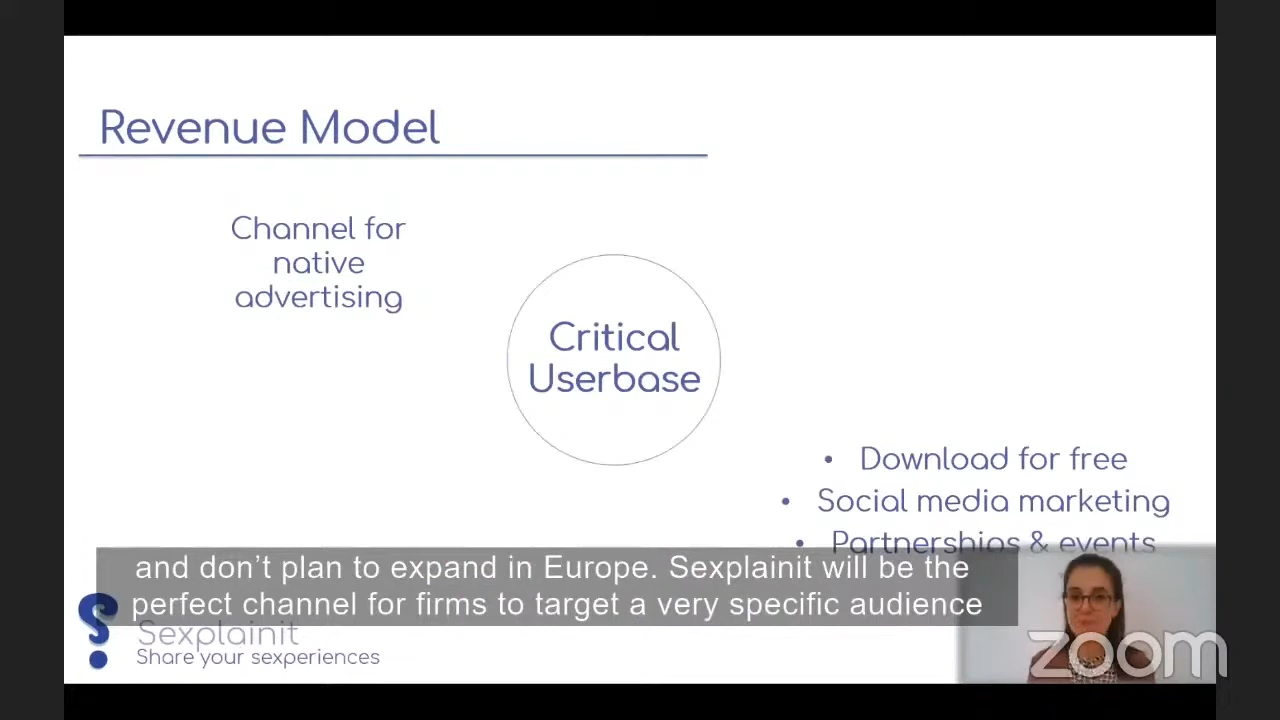 Revenue Model
Channel for
native
advertising
Critical
Userbase
• Download for free
• Social media marketing
• Partnerships & events
and don’t plan to expand in Europe. Sexplainit will be the
perfect channel for firms to target a very specific audience
Sexplainit
Share your sexperiences
zoom